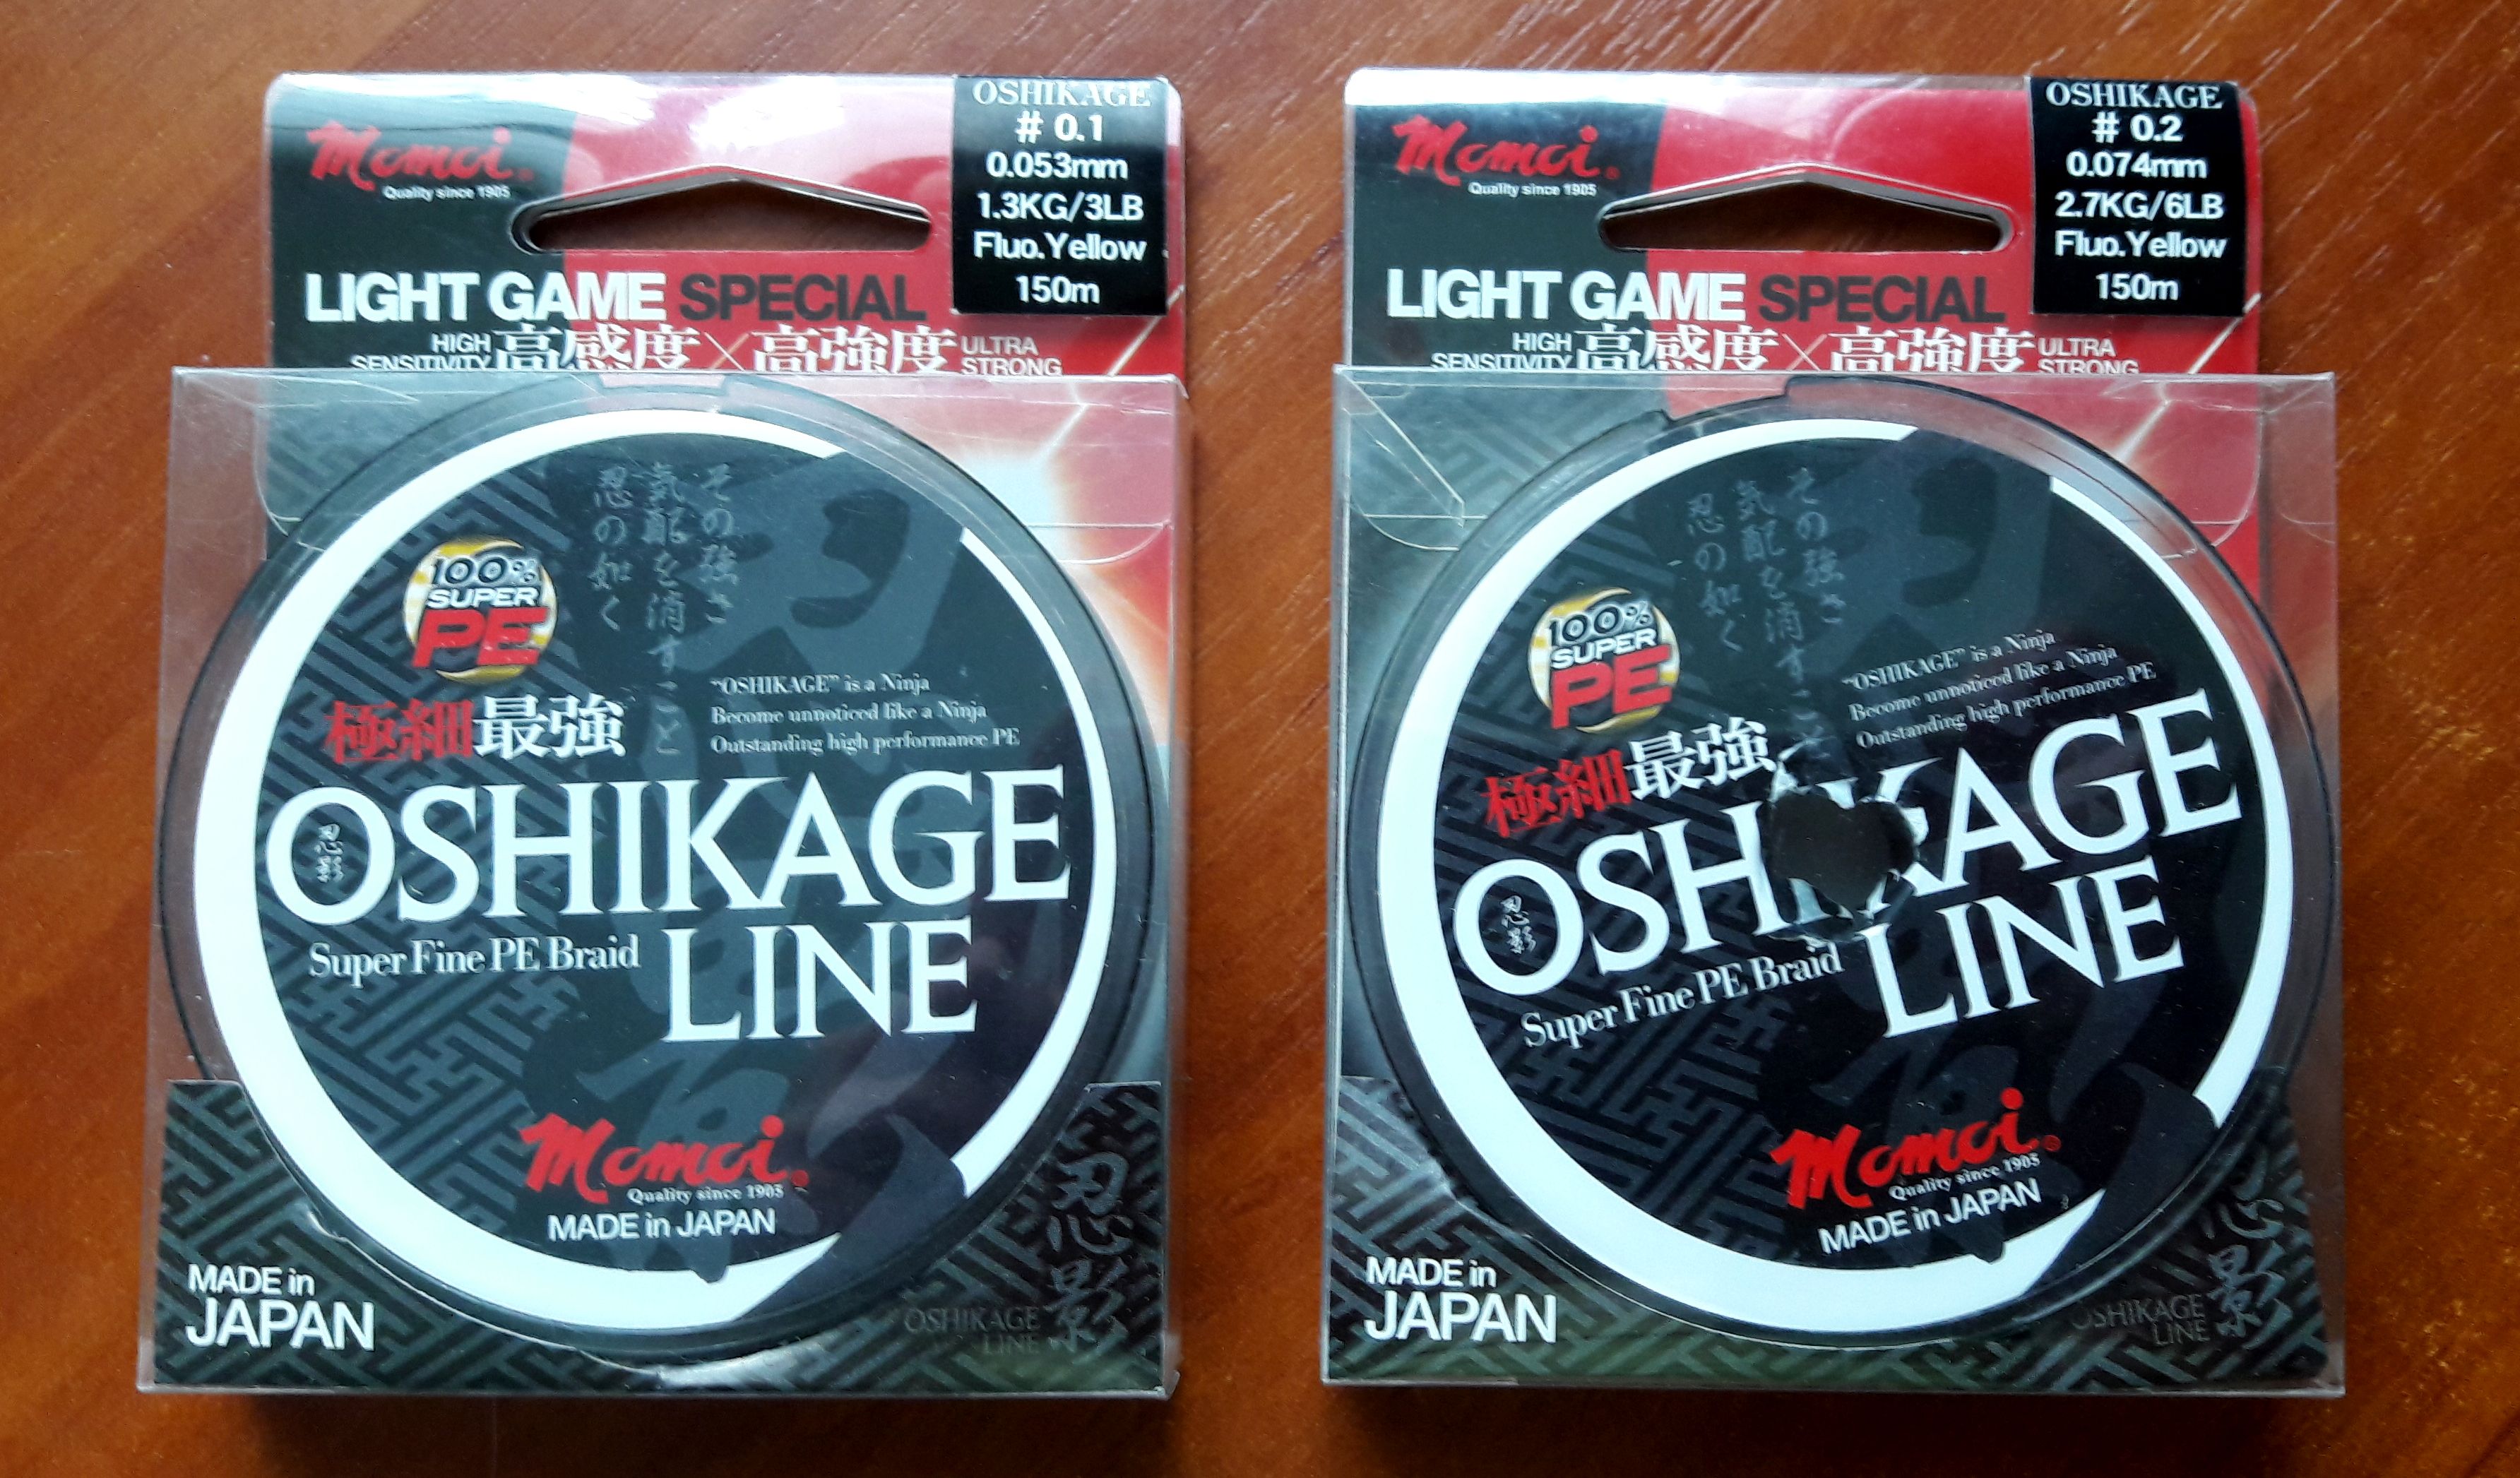 Momoi®
Quality since 1905
OSHIKAGE
# 0.1
0.053mm
1.3KG/3LB
Fluo.Yellow
150m
LIGHT GAME SPECIAL
HIGH SENSITIVITY 高感度×高強度 ULTRA STRONG
その強さ
気配を消すこと
忍の如く
100%
SUPER
PE
極細最強
"OSHIKAGE" is a Ninja
Become unnoticed like a Ninja
Outstanding high performance PE
OSHIKAGE
忍影
Super Fine PE Braid
LINE
Momoi®
Quality since 1905
MADE in JAPAN
MADE in
JAPAN
忍影
OSHIKAGE
LINE
Momoi®
Quality since 1905
OSHIKAGE
# 0.2
0.074mm
2.7KG/6LB
Fluo.Yellow
150m
LIGHT GAME SPECIAL
HIGH SENSITIVITY 高感度×高強度 ULTRA STRONG
その強さ
気配を消すこと
忍の如く
100%
SUPER
PE
極細最強
"OSHIKAGE" is a Ninja
Become unnoticed like a Ninja
Outstanding high performance PE
OSHIKAGE
忍影
Super Fine PE Braid
LINE
Momoi®
Quality since 1905
MADE in JAPAN
MADE in
JAPAN
忍影
OSHIKAGE
LINE